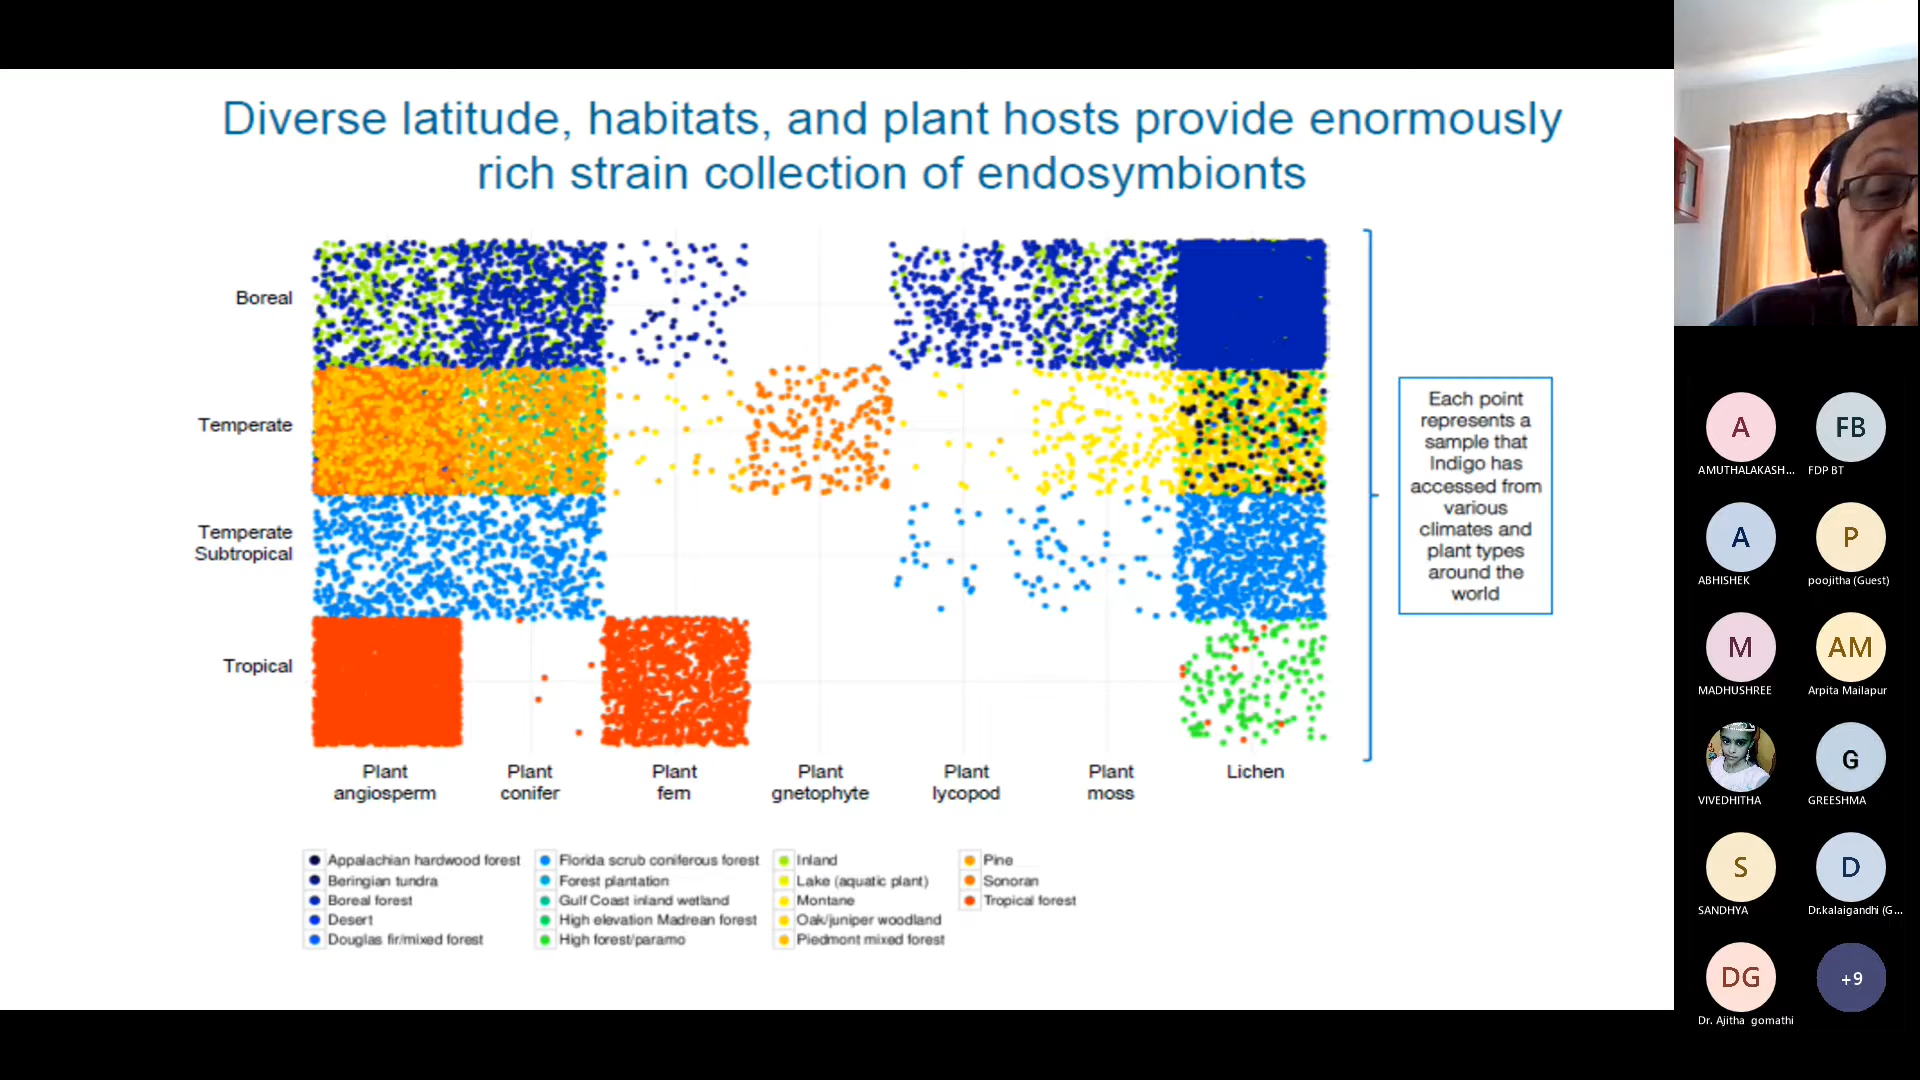 Diverse latitude, habitats, and plant hosts provide enormously
rich strain collection of endosymbionts
Boreal
Temperate
Temperate
Subtropical
Tropical
Plant
angiosperm
Plant
conifer
Plant
fern
Plant
gnetophyte
Plant
lycopod
Plant
moss
Lichen
Each point
represents a
sample that
Indigo has
accessed from
various
climates and
plant types
around the
world
Appalachian hardwood forest
Beringian tundra
Boreal forest
Desert
Douglas fir/mixed forest
Florida scrub coniferous forest
Forest plantation
Gulf Coast inland wetland
High elevation Madrean forest
High forest/paramo
Inland
Lake (aquatic plant)
Montane
Oak/juniper woodland
Piedmont mixed forest
Pine
Sonoran
Tropical forest
A
AMUTHALAKASH...
FB
FDP BT
A
ABHISHEK
P
poojitha (Guest)
M
MADHUSHREE
AM
Arpita Mailapur
VIVEDHITHA
G
GREESHMA
S
SANDHYA
D
Dr.kalaigandhi (G...
DG
Dr. Ajitha gomathi
+9